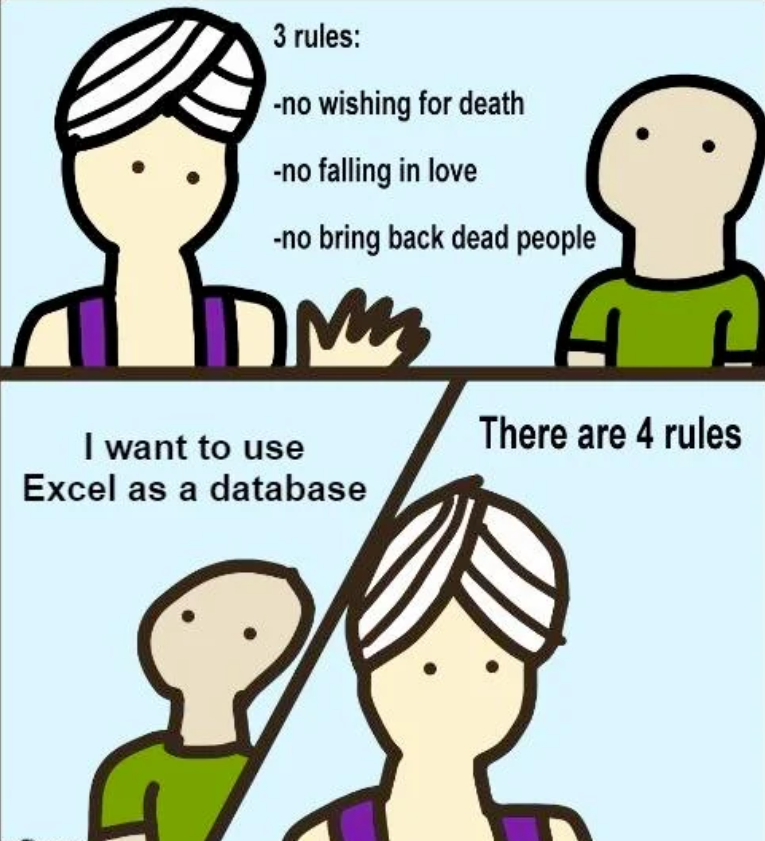 3 rules:
-no wishing for death
-no falling in love
-no bring back dead people
I want to use
Excel as a database
There are 4 rules